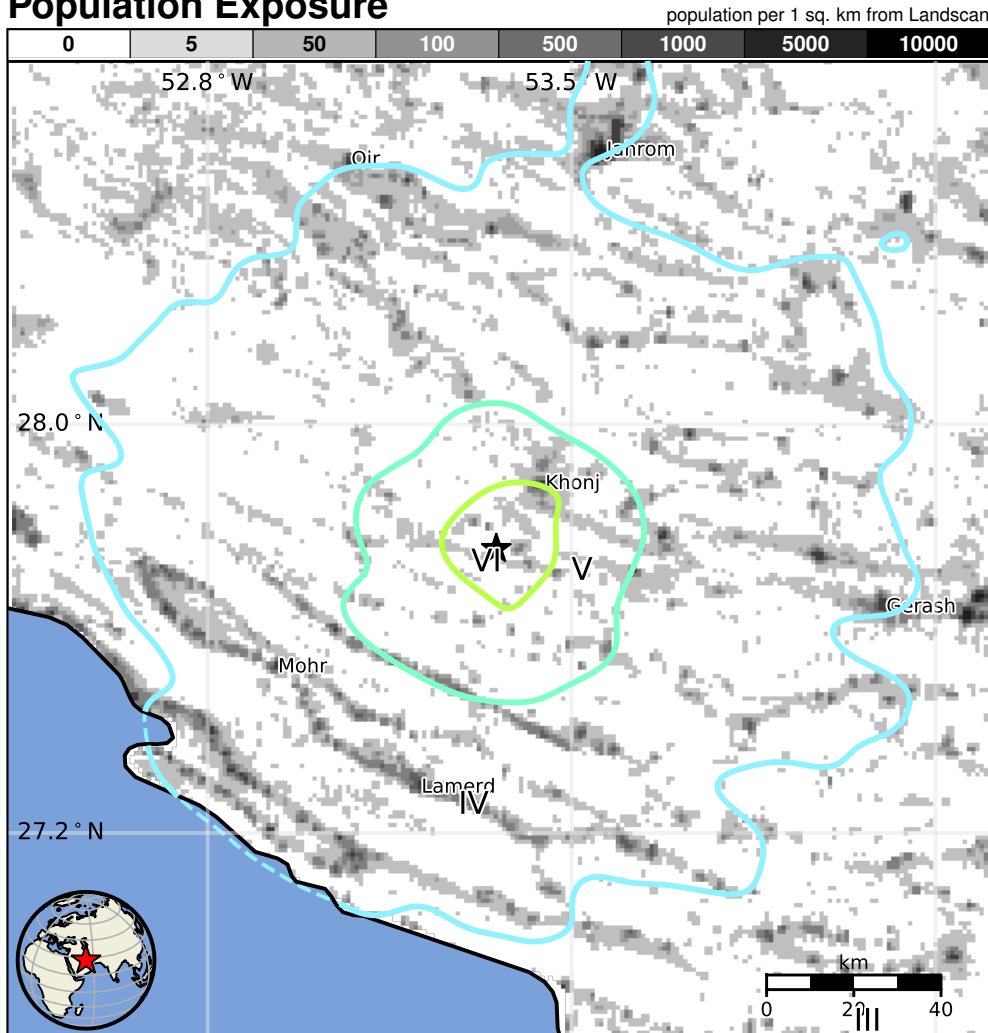 Population Exposure
population per 1 sq. km from Landscan
0 5 50 100 500 1000 5000 10000
52.8°W 53.5°W
Qir
Jahrom
28.0°N
Khonj
VI
V
Gerash
Mohr
Lamerd
IV
27.2°N
km
0 20 40
III